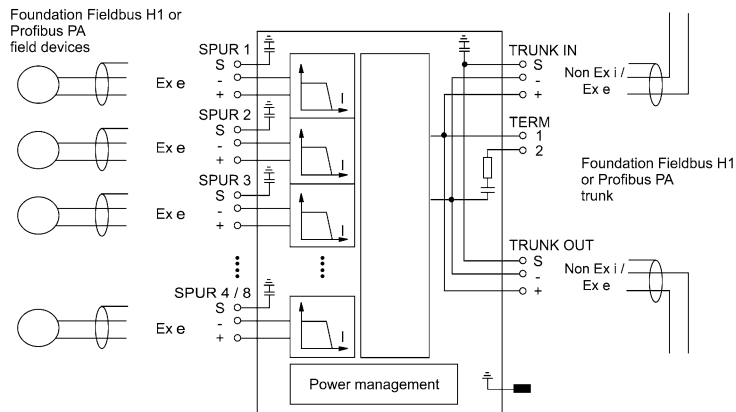 Foundation Fieldbus H1 or
Profibus PA
field devices
SPUR 1
S
-
+
Ex e
I
SPUR 2
S
-
+
Ex e
I
SPUR 3
S
-
+
Ex e
I
SPUR 4 / 8
S
-
+
Ex e
I
Power management
TRUNK IN
S
-
+
Non Ex i /
Ex e
TERM
1
2
Foundation Fieldbus H1
or Profibus PA
trunk
TRUNK OUT
S
-
+
Non Ex i /
Ex e